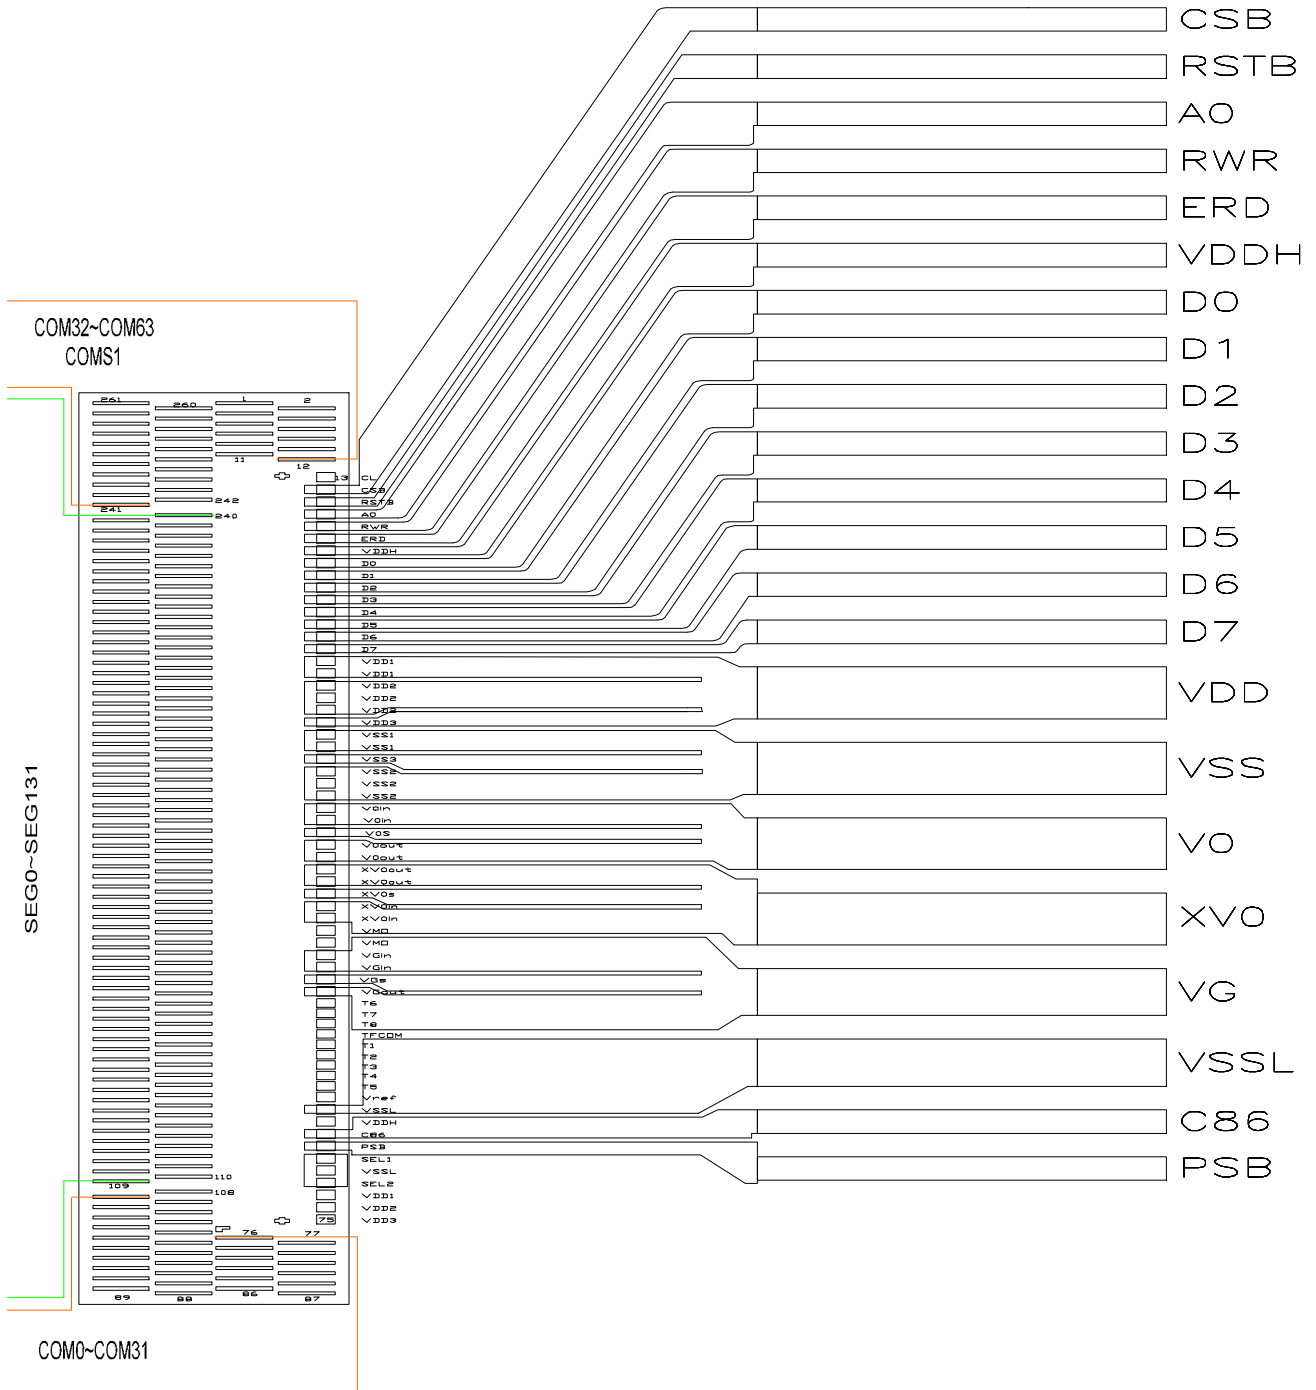 CSB
RSTB
A0
RWR
ERD
VDDH
D0
D1
D2
D3
D4
D5
D6
D7
VDD
VSS
V0
XV0
VG
VSSL
C86
PSB
COM32~COM63
COMS1
261
260
1
2
11
12
242
241
240
13
CL
CSB
RSTB
A0
RWR
ERD
VDDH
D0
D1
D2
D3
D4
D5
D6
D7
VDD1
VDD1
VDD2
VDD2
VDD2
VDD3
VSS1
VSS1
VSS3
VSS2
VSS2
VSS2
V0in
V0in
V0S
V0out
V0out
XV0out
XV0out
XV0s
XV0in
XV0in
VMO
VMO
VGin
VGin
VGs
VGout
T6
T7
T8
TFCOM
T1
T2
T3
T4
T5
Vref
VSSL
VDDH
C86
PSB
SEL1
VSSL
SEL2
VDD1
VDD2
75
VDD3
SEG0~SEG131
110
109
108
76
77
89
88
86
87
COM0~COM31